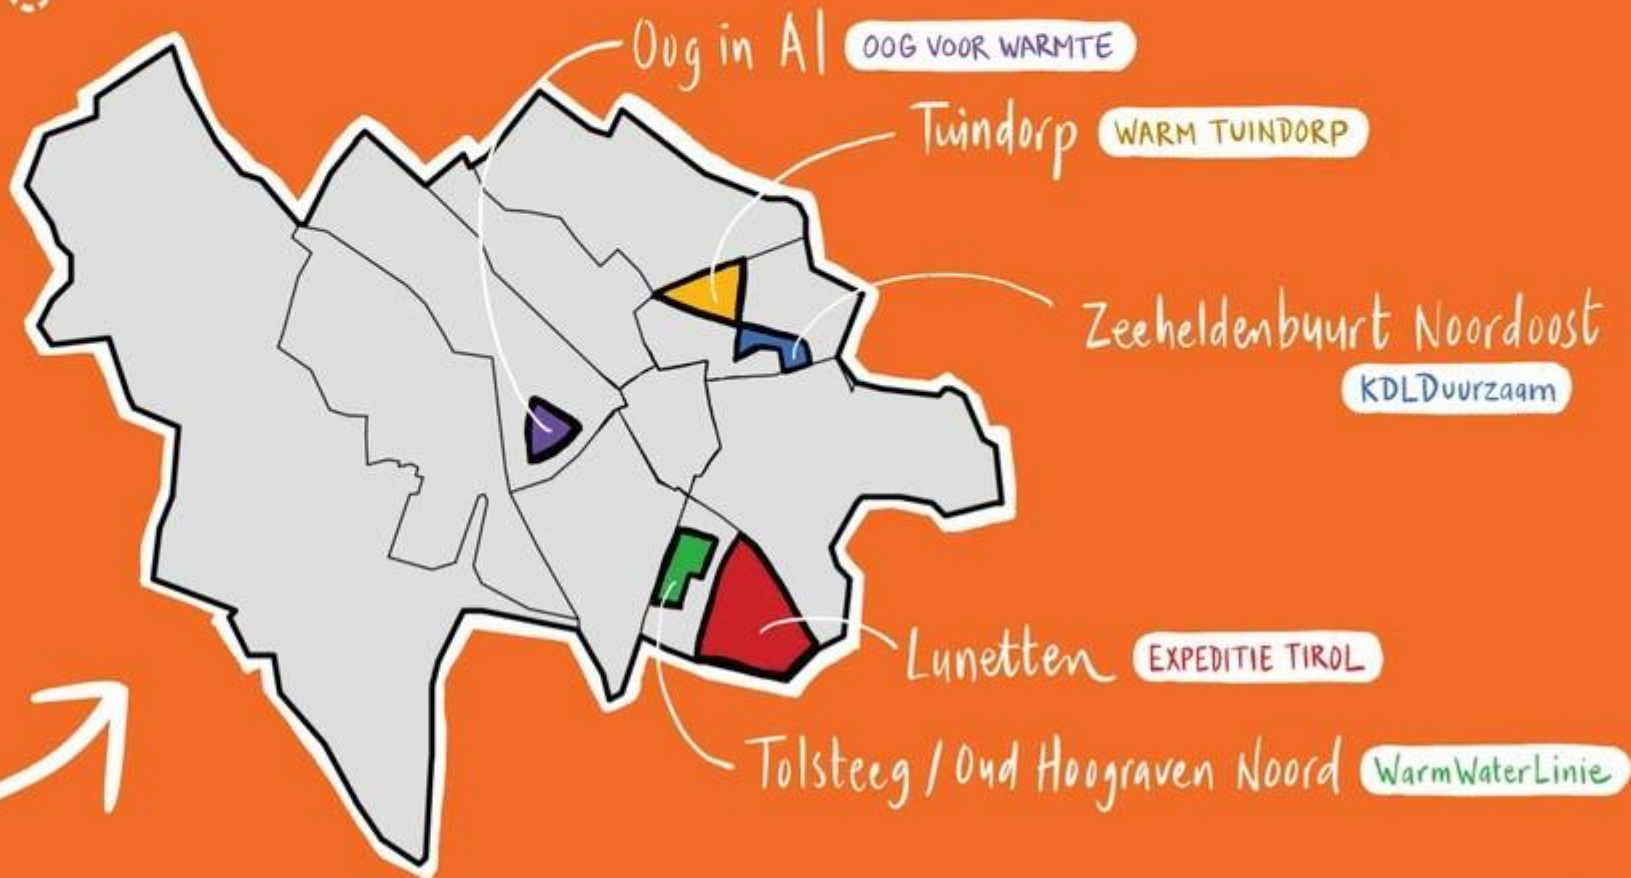 Oog in Al OOG VOOR WARMTE
Tuindorp WARM TUINDORP
Zeeheldenbuurt Noordoost
KDLDuurzaam
Lunetten EXPEDITIE TIROL
Tolsteeg / Oud Hoograven Noord WarmWaterLinie